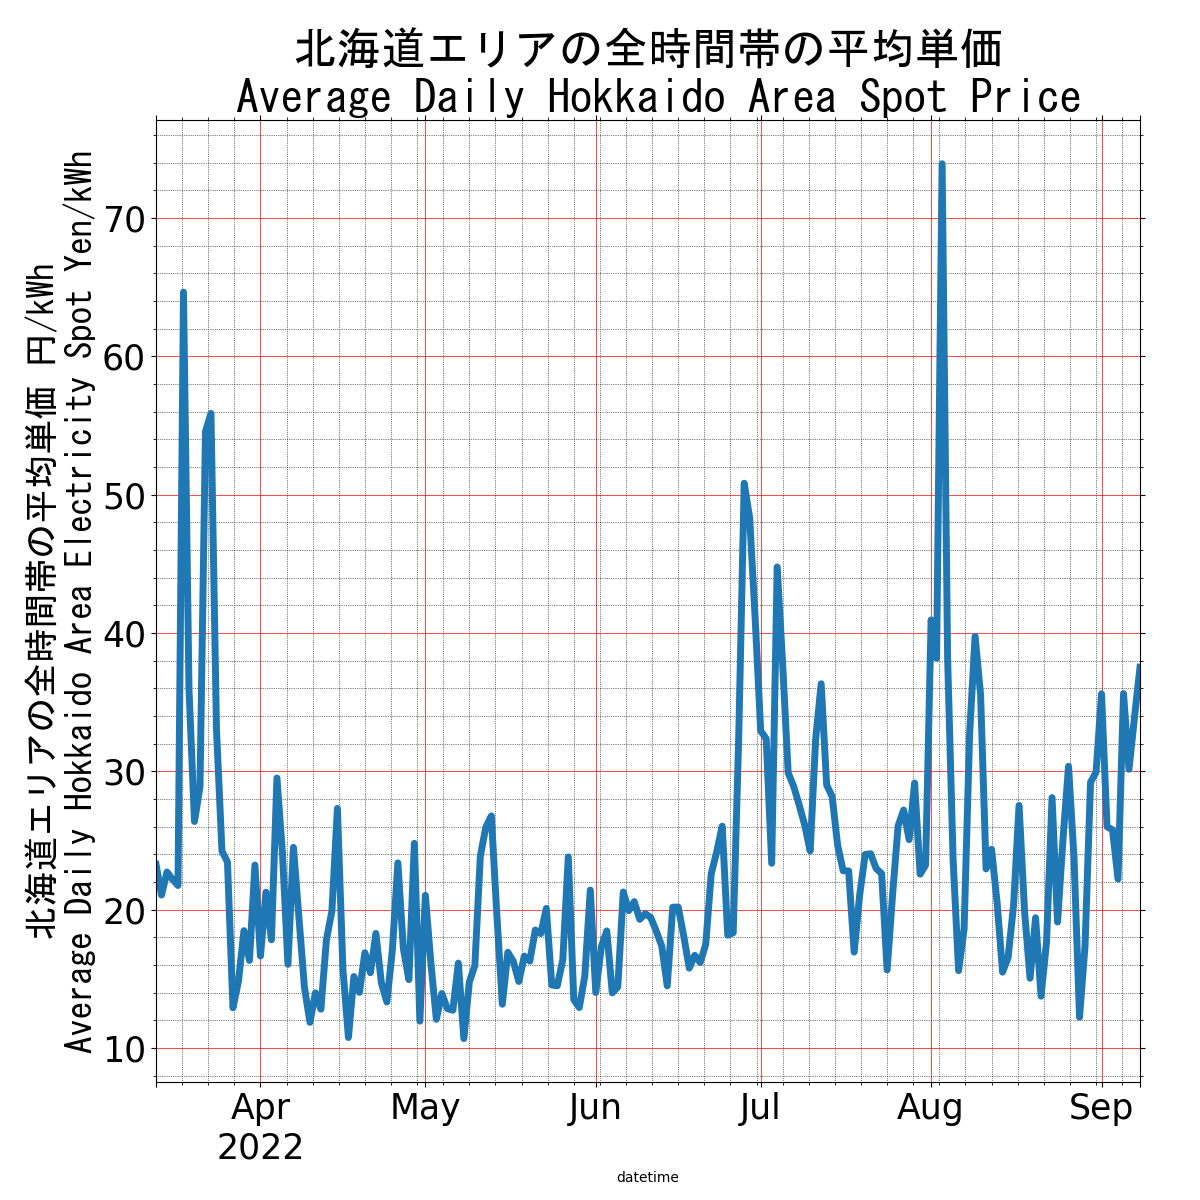 北海道エリアの全時間帯の平均単価
Average Daily Hokkaido Area Spot Price
北海道エリアの全時間帯の平均単価 円/kWh
Average Daily Hokkaido Area Electricity Spot Yen/kWh
70
60
50
40
30
20
10
Apr
2022
May
Jun
Jul
Aug
Sep
datetime